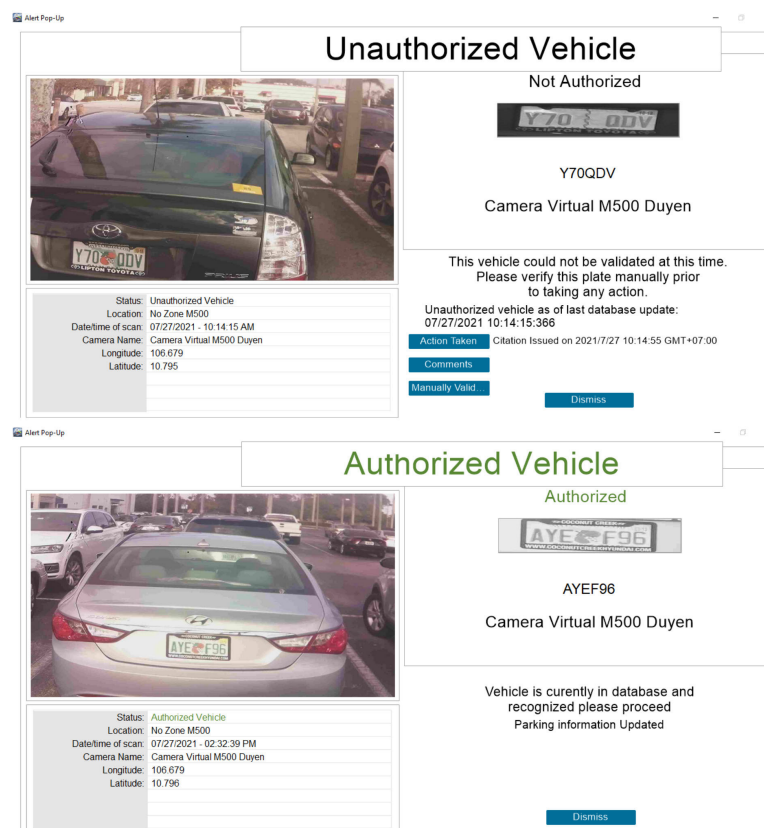 Alert Pop-Up
Unauthorized Vehicle
Not Authorized
Y70 QDV
LIPTON TOYOTA
Y70QDV
Camera Virtual M500 Duyen
Y70 QDV
LIPTON TOYOTA
This vehicle could not be validated at this time.
Please verify this plate manually prior
to taking any action.
Unauthorized vehicle as of last database update:
07/27/2021 10:14:15:366
Action Taken Citation Issued on 2021/7/27 10:14:55 GMT+07:00
Comments
Manually Valid...
Dismiss
Status: Unauthorized Vehicle
Location: No Zone M500
Date/time of scan: 07/27/2021 - 10:14:15 AM
Camera Name: Camera Virtual M500 Duyen
Longitude: 106.679
Latitude: 10.795
Alert Pop-Up
Authorized Vehicle
Authorized
COCONUT CREEK
AYE F96
WWW.COCONUTCREEKHYUNDAI.COM
AYEF96
Camera Virtual M500 Duyen
AYE F96
Vehicle is curently in database and
recognized please proceed
Parking information Updated
Dismiss
Status: Authorized Vehicle
Location: No Zone M500
Date/time of scan: 07/27/2021 - 02:32:39 PM
Camera Name: Camera Virtual M500 Duyen
Longitude: 106.679
Latitude: 10.796